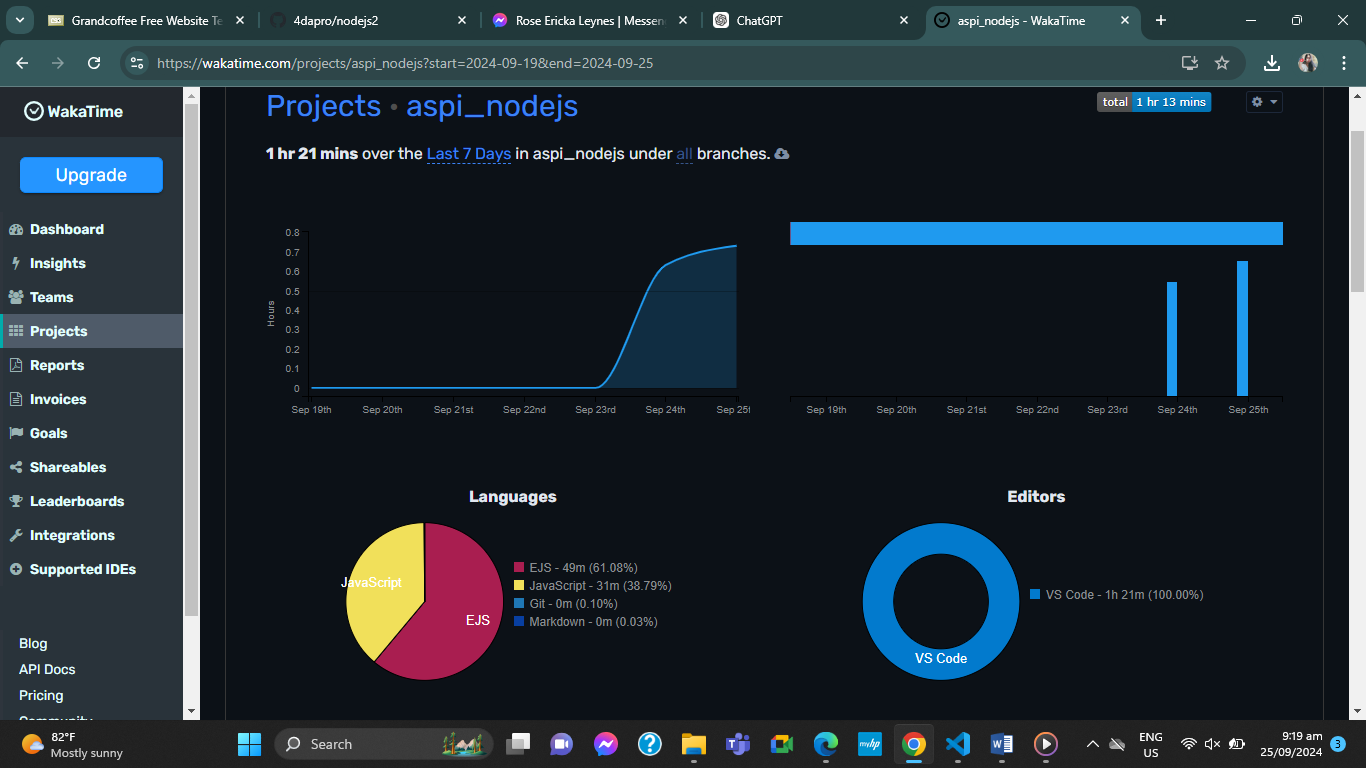 Grandcoffee Free Website Te
4dapro/nodejs2
Rose Ericka Leynes | Messen
ChatGPT
aspi_nodejs - WakaTime
https://wakatime.com/projects/aspi_nodejs?start=2024-09-19&end=2024-09-25
WakaTime
Upgrade
Dashboard
Insights
Teams
Projects
Reports
Invoices
Goals
Shareables
Leaderboards
Integrations
Supported IDEs
Blog
API Docs
Pricing
Community
Projects • aspi_nodejs
total 1 hr 13 mins
1 hr 21 mins over the Last 7 Days in aspi_nodejs under all branches.
Hours
0.8
0.7
0.6
0.5
0.4
0.3
0.2
0.1
0
Sep 19th Sep 20th Sep 21st Sep 22nd Sep 23rd Sep 24th Sep 25t
Sep 19th Sep 20th Sep 21st Sep 22nd Sep 23rd Sep 24th Sep 25th
Languages
JavaScript
EJS
EJS - 49m (61.08%)
JavaScript - 31m (38.79%)
Git - 0m (0.10%)
Markdown - 0m (0.03%)
Editors
VS Code
VS Code - 1h 21m (100.00%)
82°F
Mostly sunny
Search
myhp
ENG
US
9:19 am
25/09/2024
3